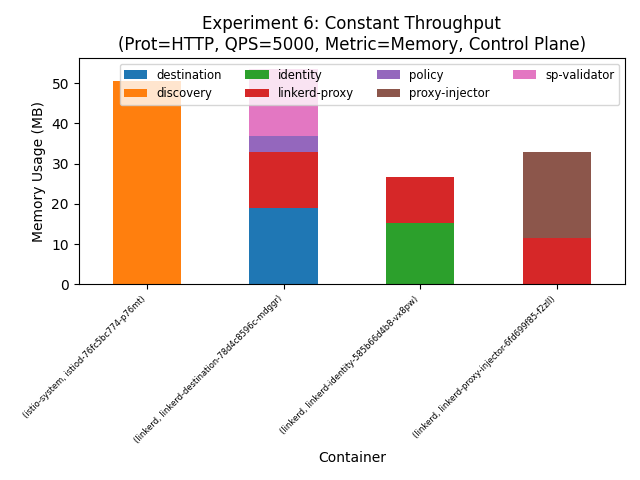 Experiment 6: Constant Throughput
(Prot=HTTP, QPS=5000, Metric=Memory, Control Plane)
destination
discovery
identity
linkerd-proxy
policy
proxy-injector
sp-validator
Memory Usage (MB)
50
40
30
20
10
0
(istio-system, istiod-76fc5bc774-p76mt)
(linkerd, linkerd-destination-78d4c8596c-mdggr)
(linkerd, linkerd-identity-585b66d4b8-vx8pw)
(linkerd, linkerd-proxy-injector-6fd699f85-f2zll)
Container